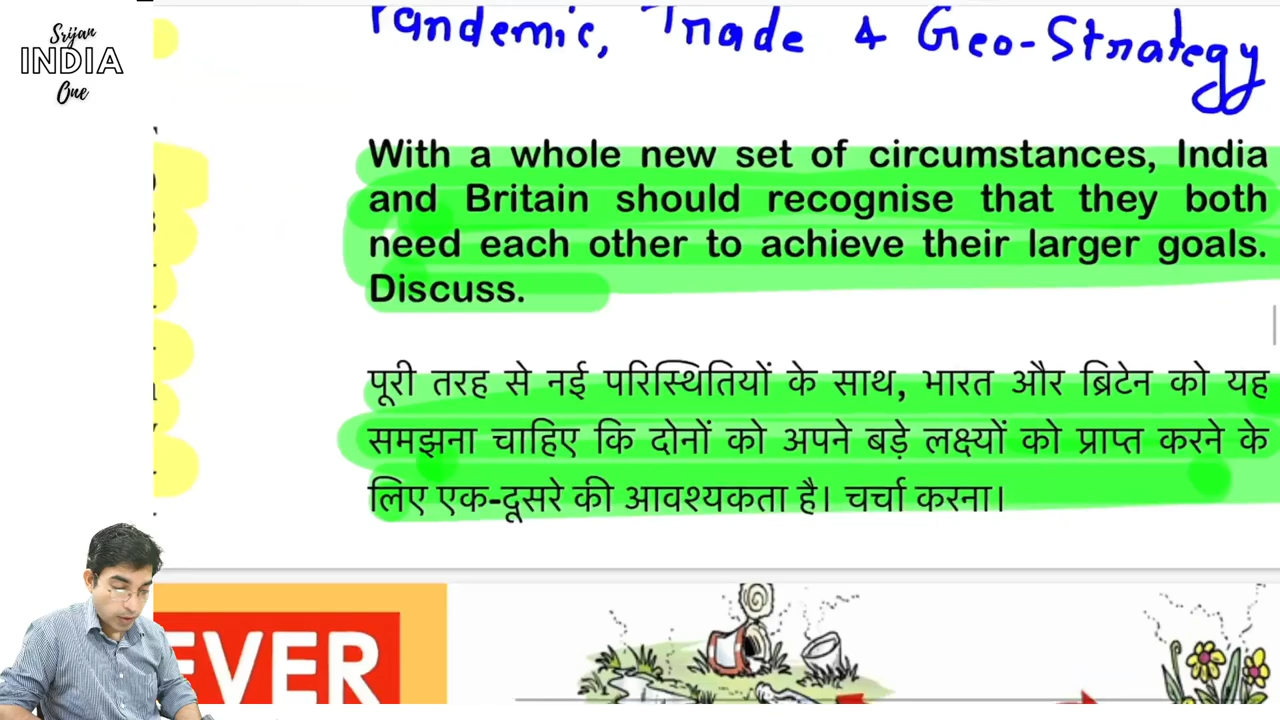 Srijan
INDIA
One
Pandemic, Trade & Geo-Strategy
With a whole new set of circumstances, India
and Britain should recognise that they both
need each other to achieve their larger goals.
Discuss.
पूरी तरह से नई परिस्थितियों के साथ, भारत और ब्रिटेन को यह
समझना चाहिए कि दोनों को अपने बड़े लक्ष्यों को प्राप्त करने के
लिए एक-दूसरे की आवश्यकता है। चर्चा करना।
EVER